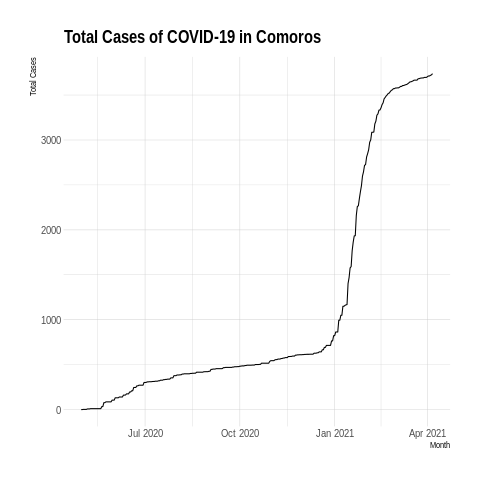 Total Cases of COVID-19 in Comoros
Total Cases
3000
2000
1000
0
Jul 2020 Oct 2020 Jan 2021 Apr 2021
Month